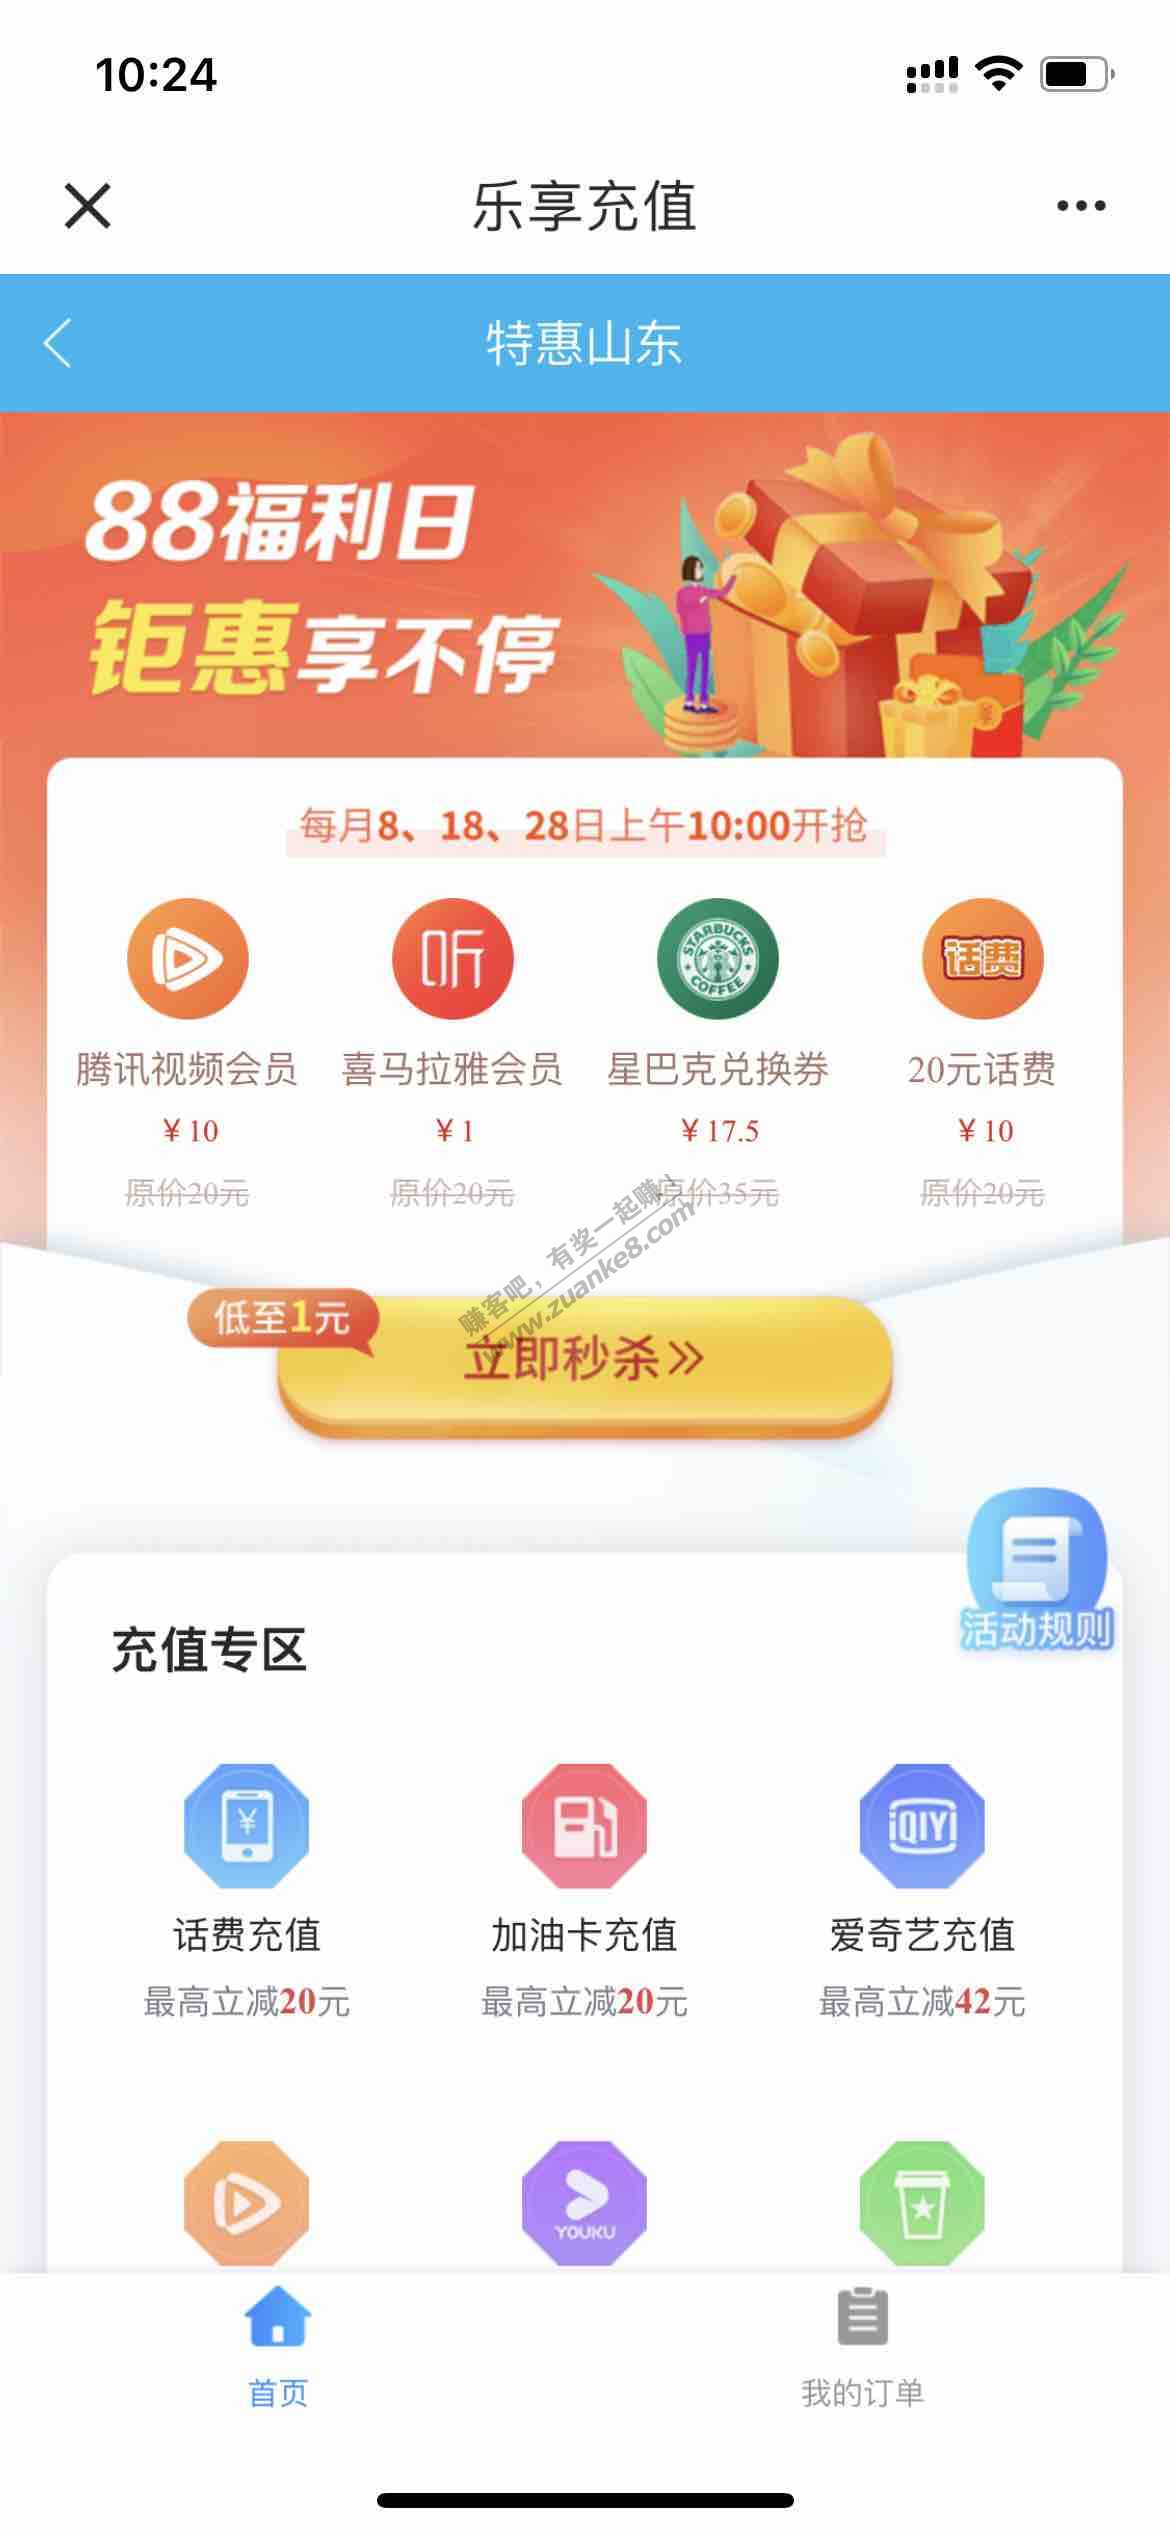 10:24
乐享充值
特惠山东
88福利日
钜惠享不停
每月8、18、28日上午10:00开抢
听
STARBUCKS COFFEE
话费
腾讯视频会员 喜马拉雅会员 星巴克兑换券 20元话费
￥10 ￥1 ￥17.5 ￥10
原价20元 原价20元 原价35元 原价20元
赚客吧，有奖一起赚！
www.zuanke8.com
低至1元
立即秒杀
活动规则
充值专区
¥
iQIYI
话费充值 加油卡充值 爱奇艺充值
最高立减20元 最高立减20元 最高立减42元
YOUKU
首页 我的订单